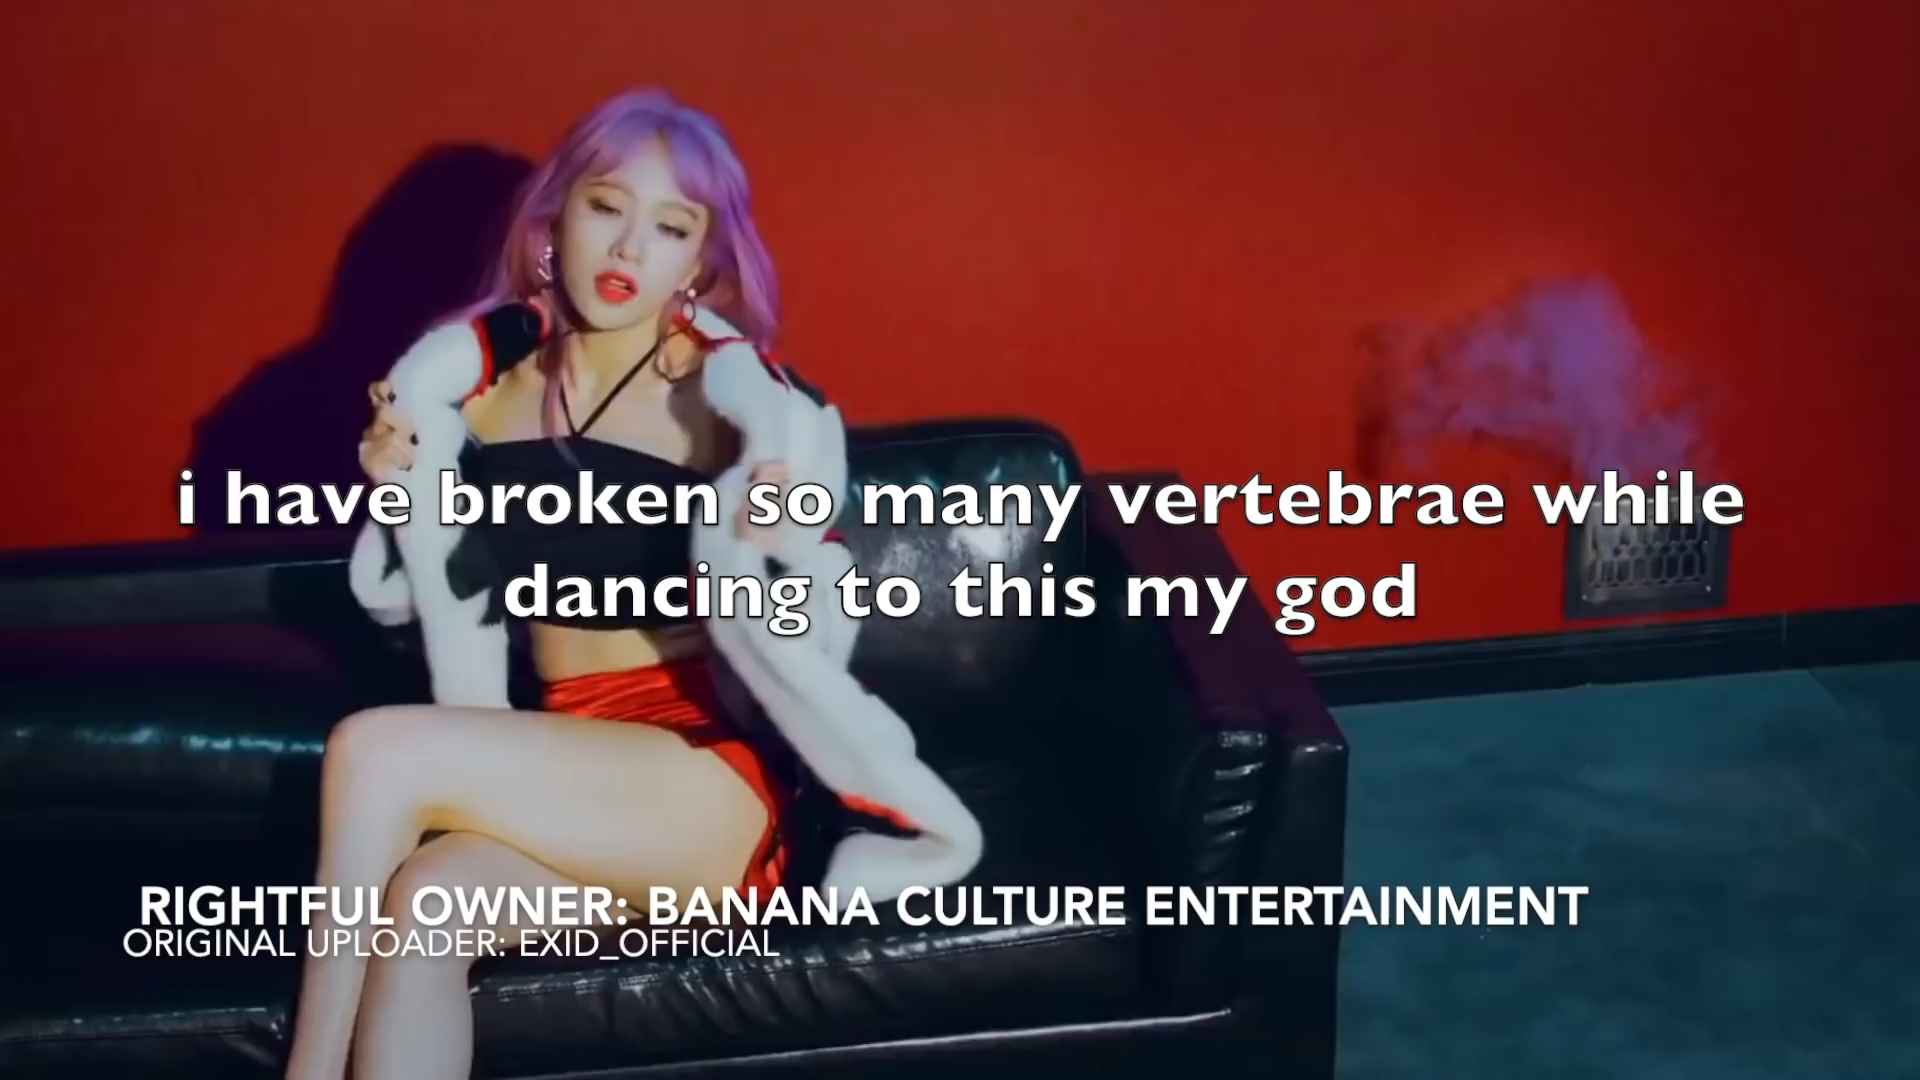 i have broken so many vertebrae while
dancing to this my god
RIGHTFUL OWNER: BANANA CULTURE ENTERTAINMENT
ORIGINAL UPLOADER: EXID_OFFICIAL